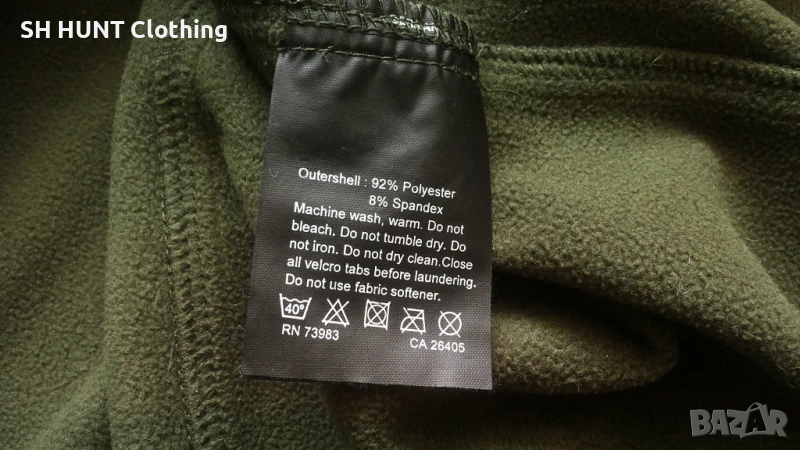 SH HUNT Clothing
Outershell : 92% Polyester
8% Spandex
Machine wash, warm. Do not
bleach. Do not tumble dry. Do
not iron. Do not dry clean.Close
all velcro tabs before laundering.
Do not use fabric softener.
40°
RN 73983
CA 26405
BAZAR